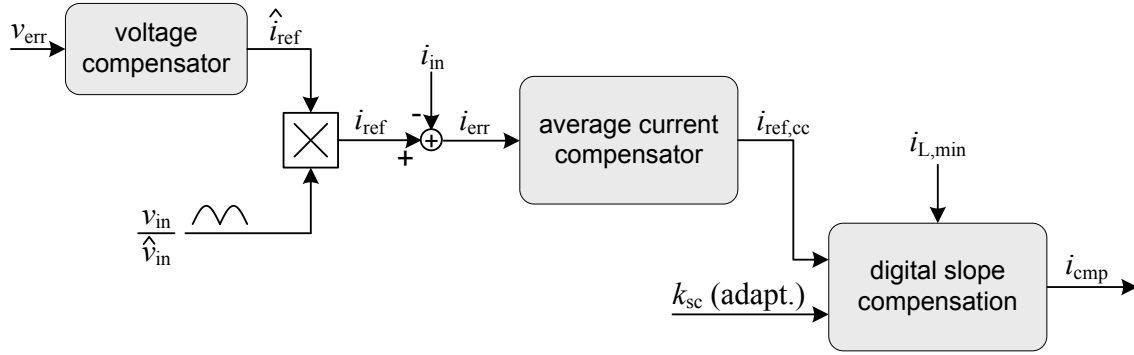 v_err
voltage
compensator
î_ref
i_in
i_ref
-
+
+
i_err
average current
compensator
i_ref,cc
i_L,min
v_in
v̂_in
digital slope
compensation
i_cmp
k_sc (adapt.)